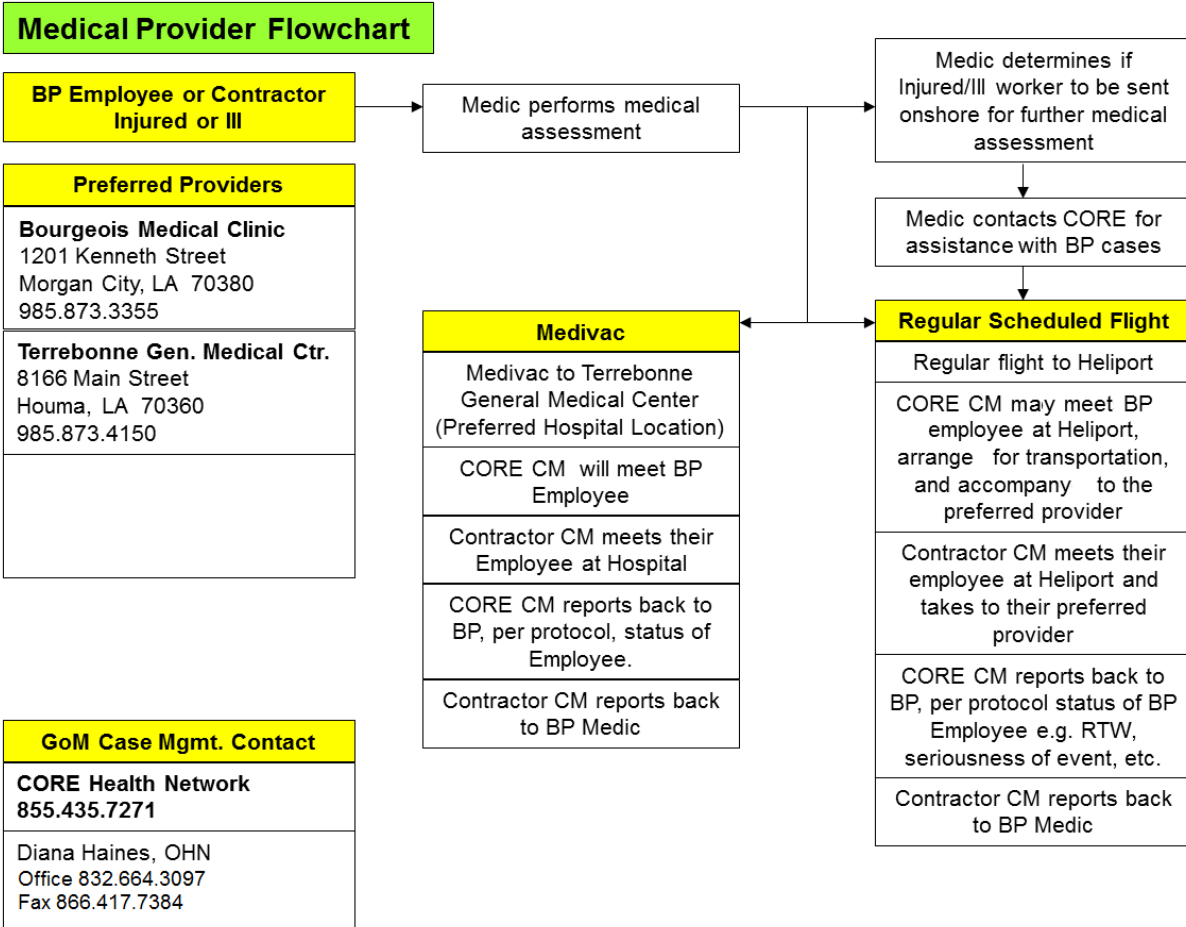 Medical Provider Flowchart
BP Employee or Contractor
Injured or Ill
Medic performs medical
assessment
Medic determines if
Injured/Ill worker to be sent
onshore for further medical
assessment
Medic contacts CORE for
assistance with BP cases
Preferred Providers
Bourgeois Medical Clinic
1201 Kenneth Street
Morgan City, LA 70380
985.873.3355
Terrebonne Gen. Medical Ctr.
8166 Main Street
Houma, LA 70360
985.873.4150
Medivac
Medivac to Terrebonne
General Medical Center
(Preferred Hospital Location)
CORE CM will meet BP
Employee
Contractor CM meets their
Employee at Hospital
CORE CM reports back to
BP, per protocol, status of
Employee.
Contractor CM reports back
to BP Medic
Regular Scheduled Flight
Regular flight to Heliport
CORE CM may meet BP
employee at Heliport,
arrange for transportation,
and accompany to the
preferred provider
Contractor CM meets their
employee at Heliport and
takes to their preferred
provider
CORE CM reports back to
BP, per protocol status of BP
Employee e.g. RTW,
seriousness of event, etc.
Contractor CM reports back
to BP Medic
GoM Case Mgmt. Contact
CORE Health Network
855.435.7271
Diana Haines, OHN
Office 832.664.3097
Fax 866.417.7384